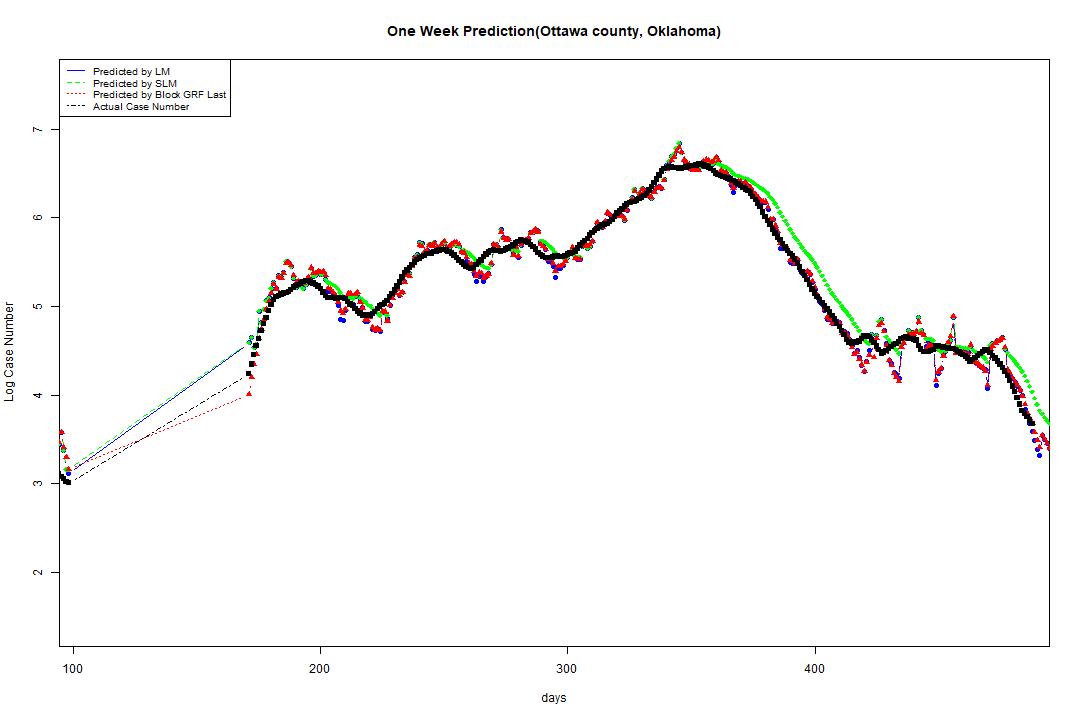 One Week Prediction(Ottawa county, Oklahoma)
Predicted by LM
Predicted by SLM
Predicted by Block GRF Last
Actual Case Number
7
6
5
4
3
2
Log Case Number
100 200 300 400
days